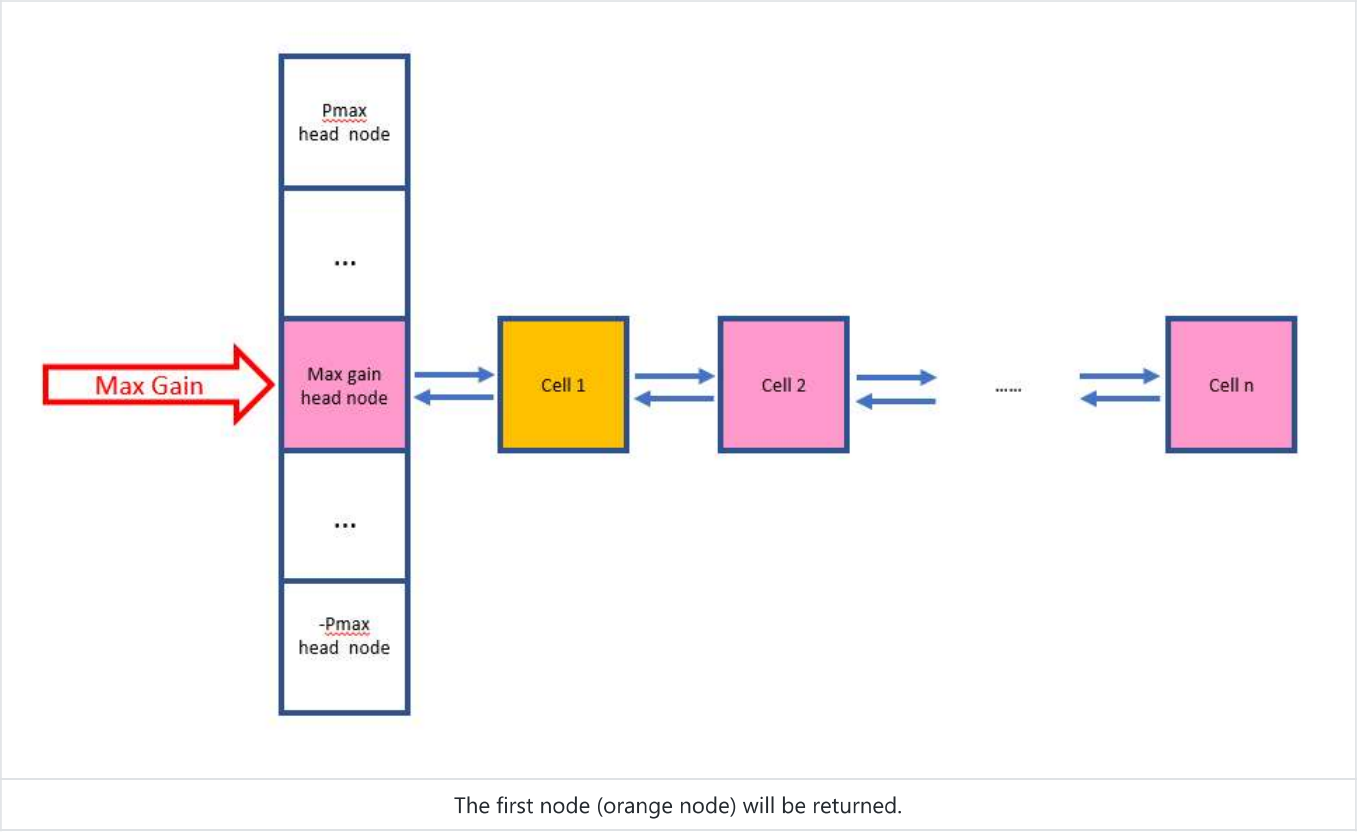 Pmax
head node
...
Max Gain
Max gain
head node
Cell 1
Cell 2
......
Cell n
...
-Pmax
head node
The first node (orange node) will be returned.